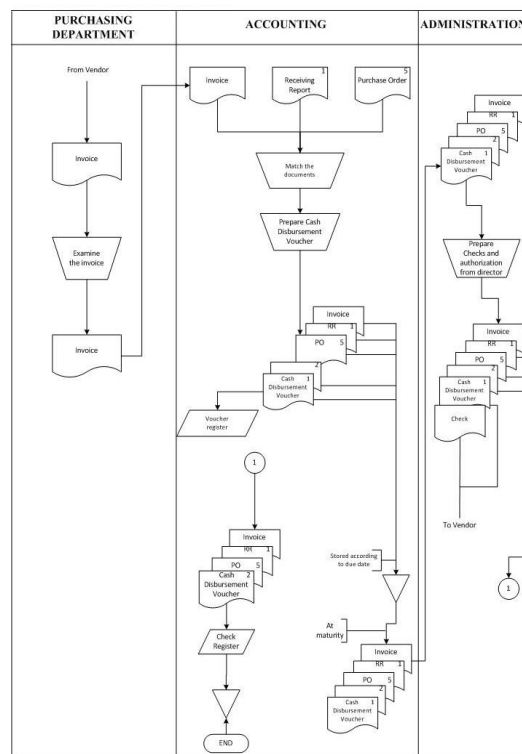 PURCHASING
DEPARTMENT
From Vendor
Invoice
Examine
the invoice
Invoice
ACCOUNTING
Invoice
1
Receiving
Report
5
Purchase Order
Match the
documents
Prepare Cash
Disbursement
Voucher
Invoice
RR 1
PO 5
2
Cash 1
Disbursement
Voucher
Voucher
register
1
Invoice
RR 1
PO 5
Cash 2
Disbursement
Voucher
Check
Register
END
Stored according
to due date
At
maturity
Invoice
RR 1
PO 5
2
Cash 1
Disbursement
Voucher
ADMINISTRATION
Invoice
RR 1
PO 5
2
Cash 1
Disbursement
Voucher
Prepare
Checks and
authorization
from director
Invoice
RR 1
PO 5
2
Cash 1
Disbursement
Voucher
Check
To Vendor
1